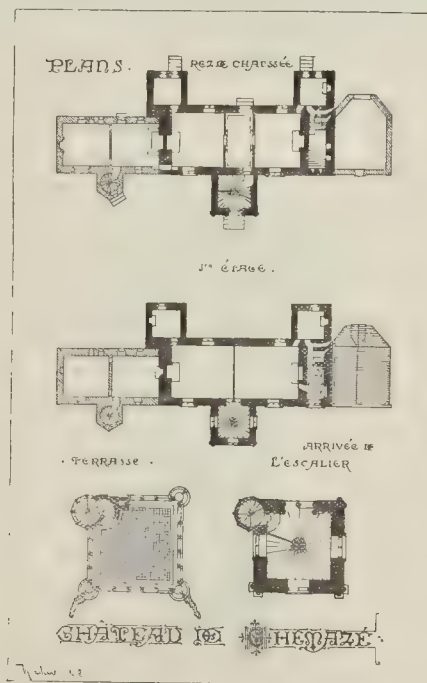 PLANS.
REZ DE CHAUSSÉE
1er ÉTAGE.
ARRIVÉE DE
L'ESCALIER
· TERRASSE ·
CHÂTEAU DE CHEMAZÉ·